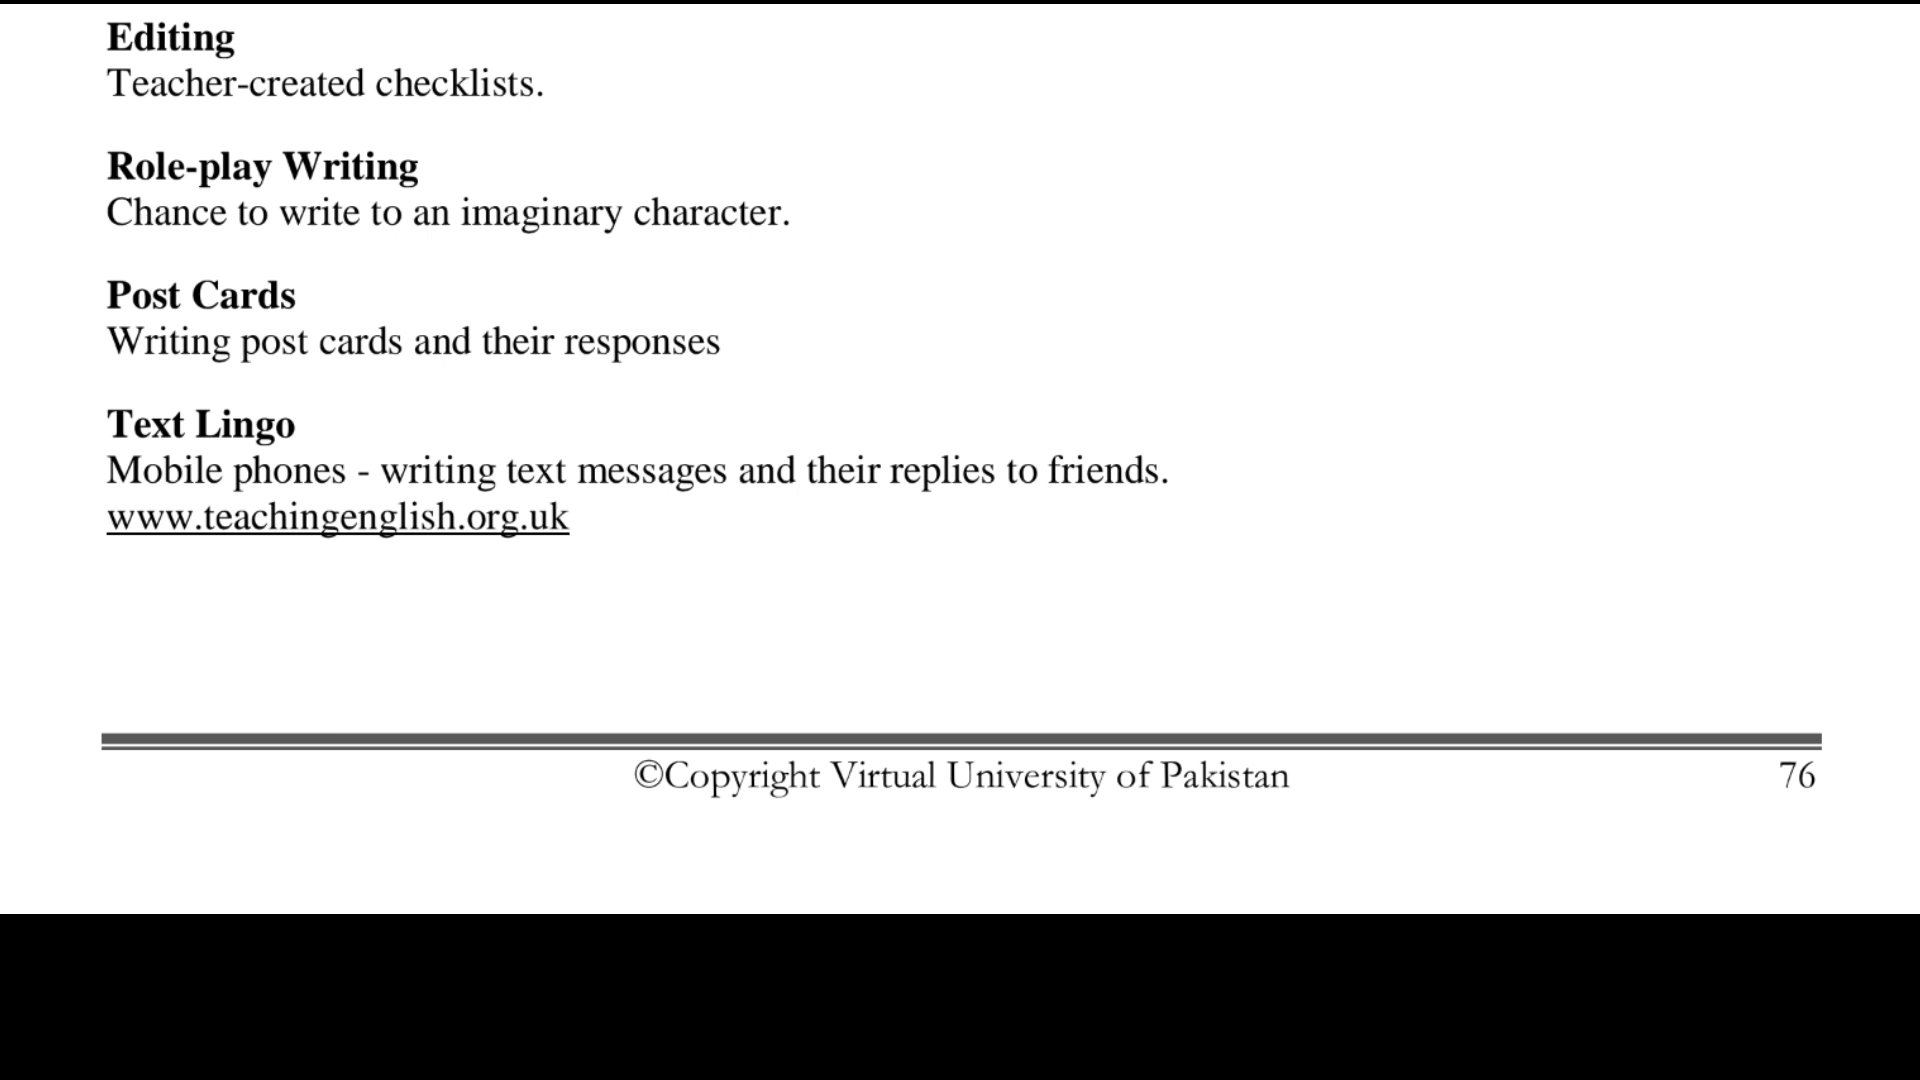 Editing
Teacher-created checklists.
Role-play Writing
Chance to write to an imaginary character.
Post Cards
Writing post cards and their responses
Text Lingo
Mobile phones - writing text messages and their replies to friends.
www.teachingenglish.org.uk
©Copyright Virtual University of Pakistan 76